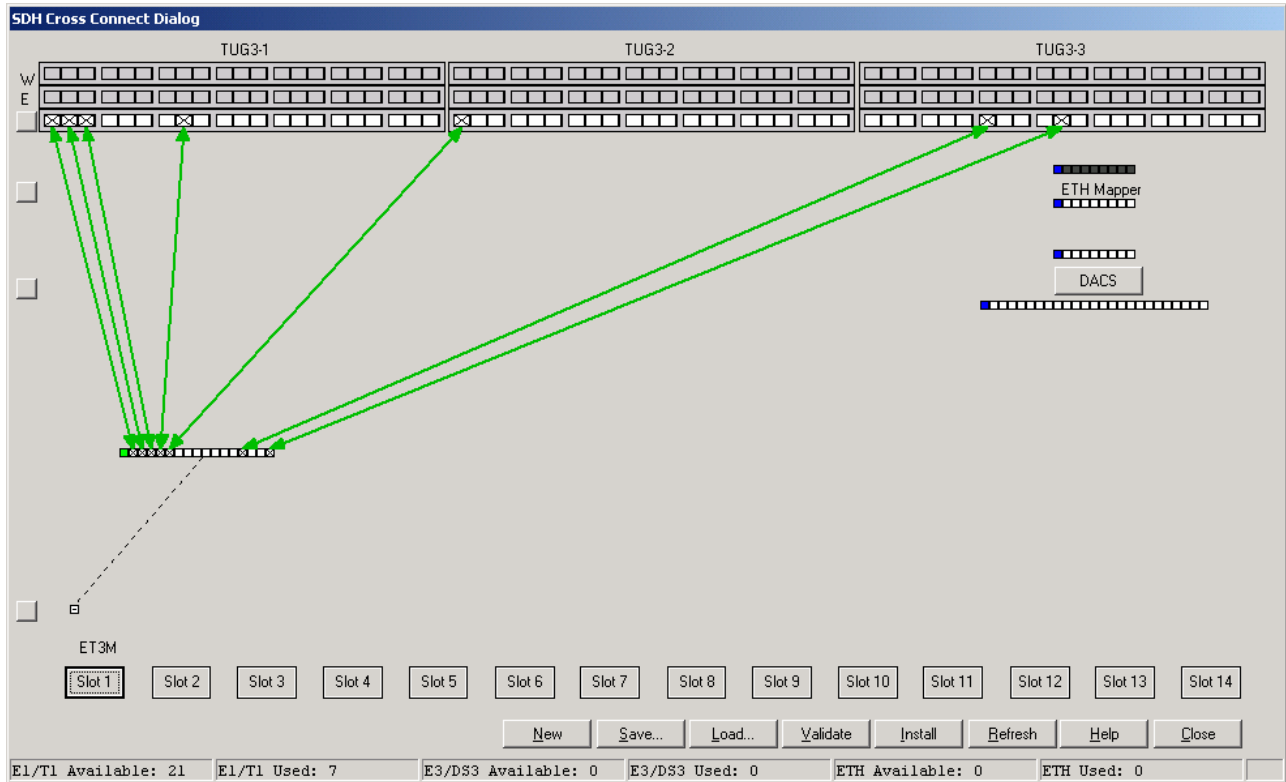 SDH Cross Connect Dialog
TUG3-1 TUG3-2 TUG3-3
W
E
ETH Mapper
DACS
ET3M
Slot 1 Slot 2 Slot 3 Slot 4 Slot 5 Slot 6 Slot 7 Slot 8 Slot 9 Slot 10 Slot 11 Slot 12 Slot 13 Slot 14
New Save... Load... Validate Install Refresh Help Close
E1/T1 Available: 21 E1/T1 Used: 7 E3/DS3 Available: 0 E3/DS3 Used: 0 ETH Available: 0 ETH Used: 0